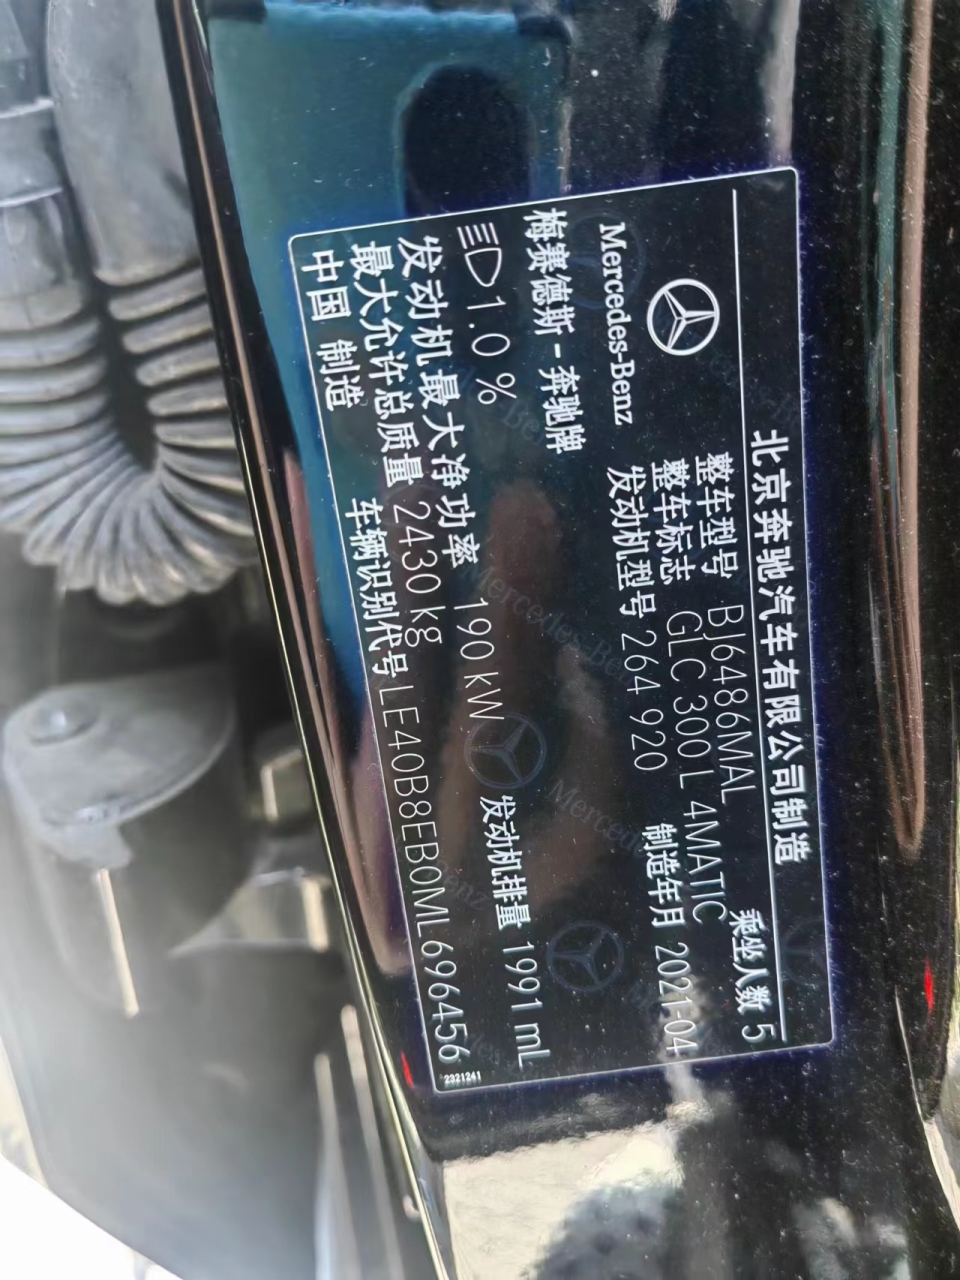 北京奔驰汽车有限公司制造
整车型号 BJ6486MAL 乘坐人数 5
整车标志 GLC 300 L 4MATIC
发动机型号 264 920 制造年月 2021-04
Mercedes-Benz
梅赛德斯-奔驰牌
1.0 %
发动机最大净功率 190 kW 发动机排量 1991 mL
最大允许总质量 2430 kg
中国 制造 车辆识别代号 LE40B8EB0ML696456
2321241